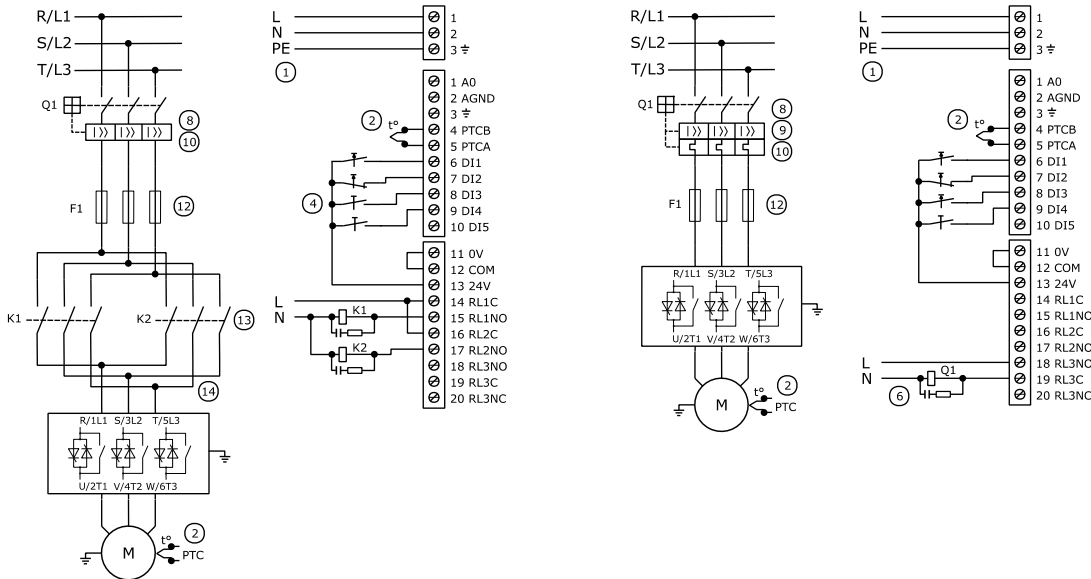 R/L1
S/L2
T/L3
Q1
I>> I>> I>>
8
10
F1
12
K1
K2
13
14
R/1L1 S/3L2 T/5L3
U/2T1 V/4T2 W/6T3
M
t°
2
PTC
L
N
PE
1
1
2
3
1 A0
2 AGND
3
4 PTCB
5 PTCA
6 DI1
7 DI2
8 DI3
9 DI4
10 DI5
2
t°
4
11 0V
12 COM
13 24V
14 RL1C
15 RL1NO
16 RL2C
17 RL2NO
18 RL3NO
19 RL3C
20 RL3NC
L
N
K1
K2
R/L1
S/L2
T/L3
Q1
I>> I>> I>>
8
9
10
F1
12
R/1L1 S/3L2 T/5L3
U/2T1 V/4T2 W/6T3
M
t°
2
PTC
L
N
PE
1
1
2
3
1 A0
2 AGND
3
4 PTCB
5 PTCA
6 DI1
7 DI2
8 DI3
9 DI4
10 DI5
2
t°
11 0V
12 COM
13 24V
14 RL1C
15 RL1NO
16 RL2C
17 RL2NO
18 RL3NO
19 RL3C
20 RL3NC
L
N
6
Q1